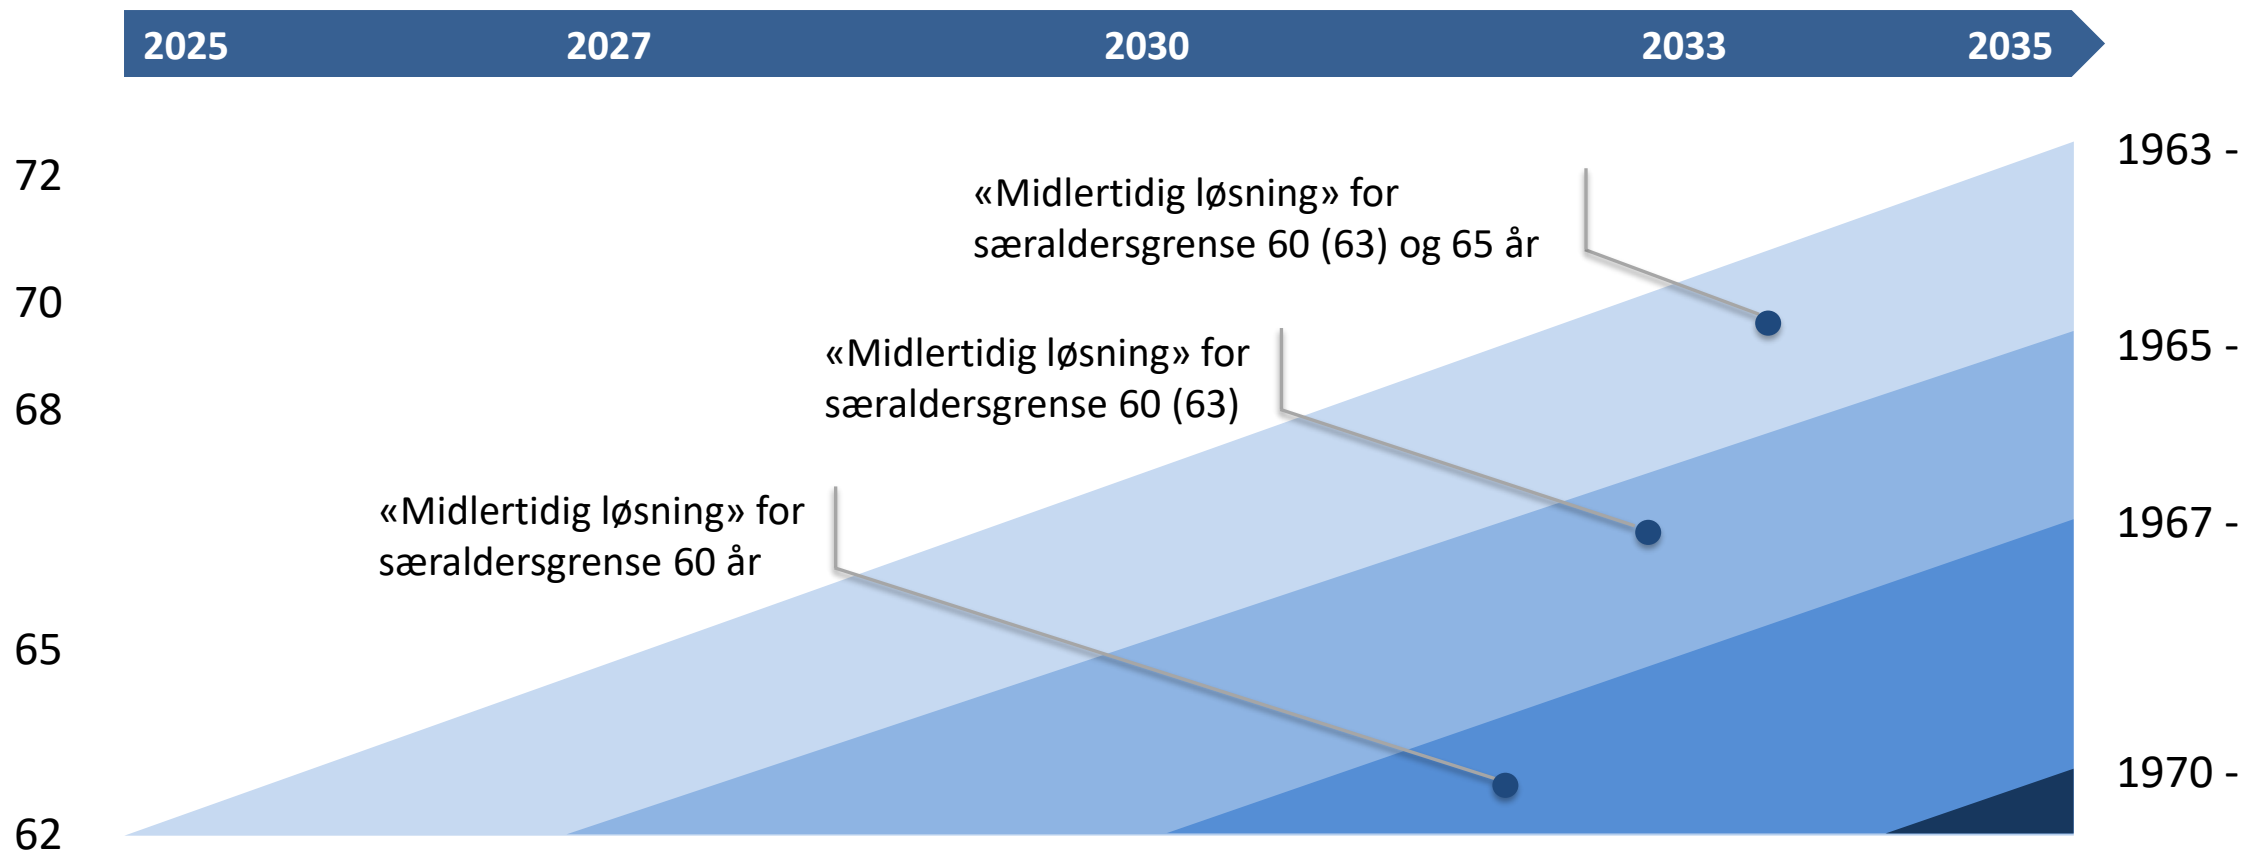 2025 2027 2030 2033 2035
1963 -
72
«Midlertidig løsning» for
særaldersgrense 60 (63) og 65 år
70
1965 -
«Midlertidig løsning» for
særaldersgrense 60 (63)
68
«Midlertidig løsning» for
særaldersgrense 60 år
1967 -
65
1970 -
62